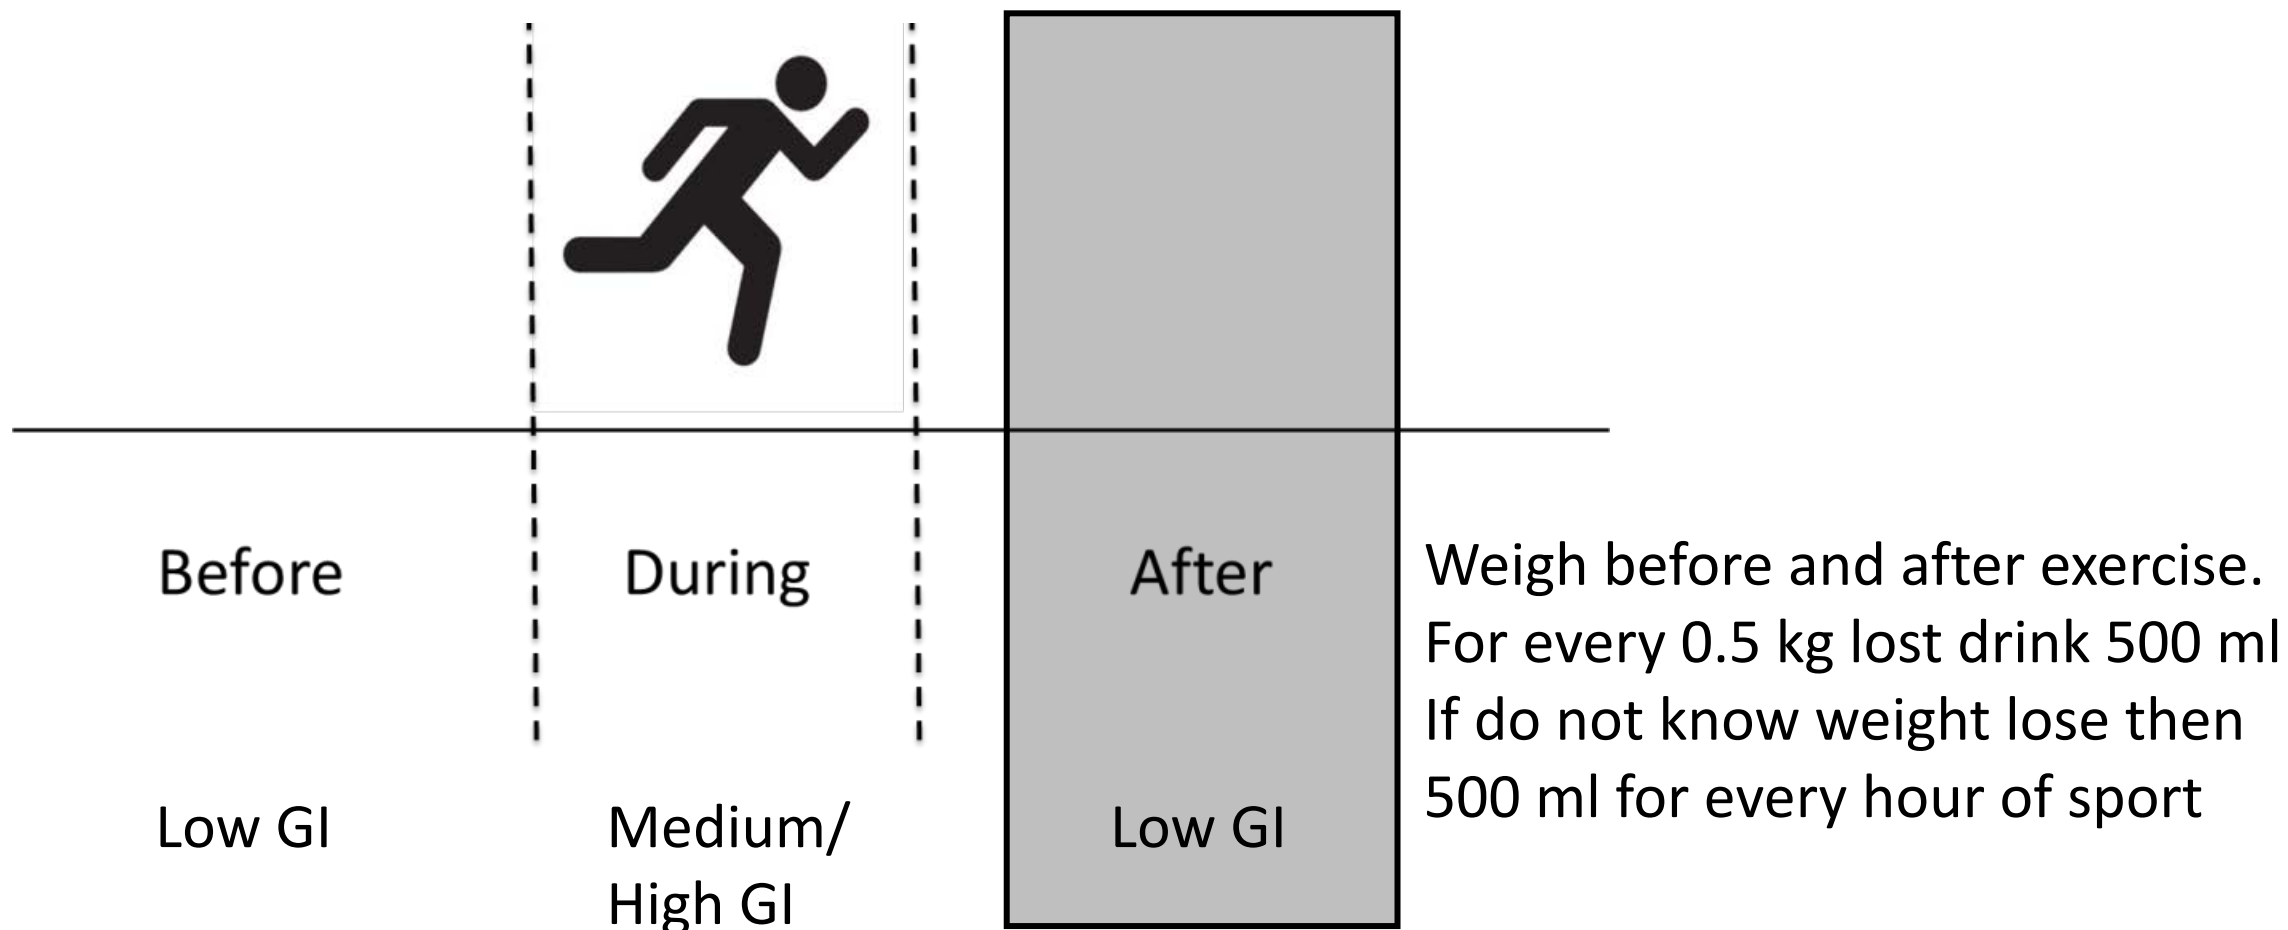 Before
During
After
Weigh before and after exercise.
For every 0.5 kg lost drink 500 ml
If do not know weight lose then
500 ml for every hour of sport
Low GI
Medium/
High GI
Low GI